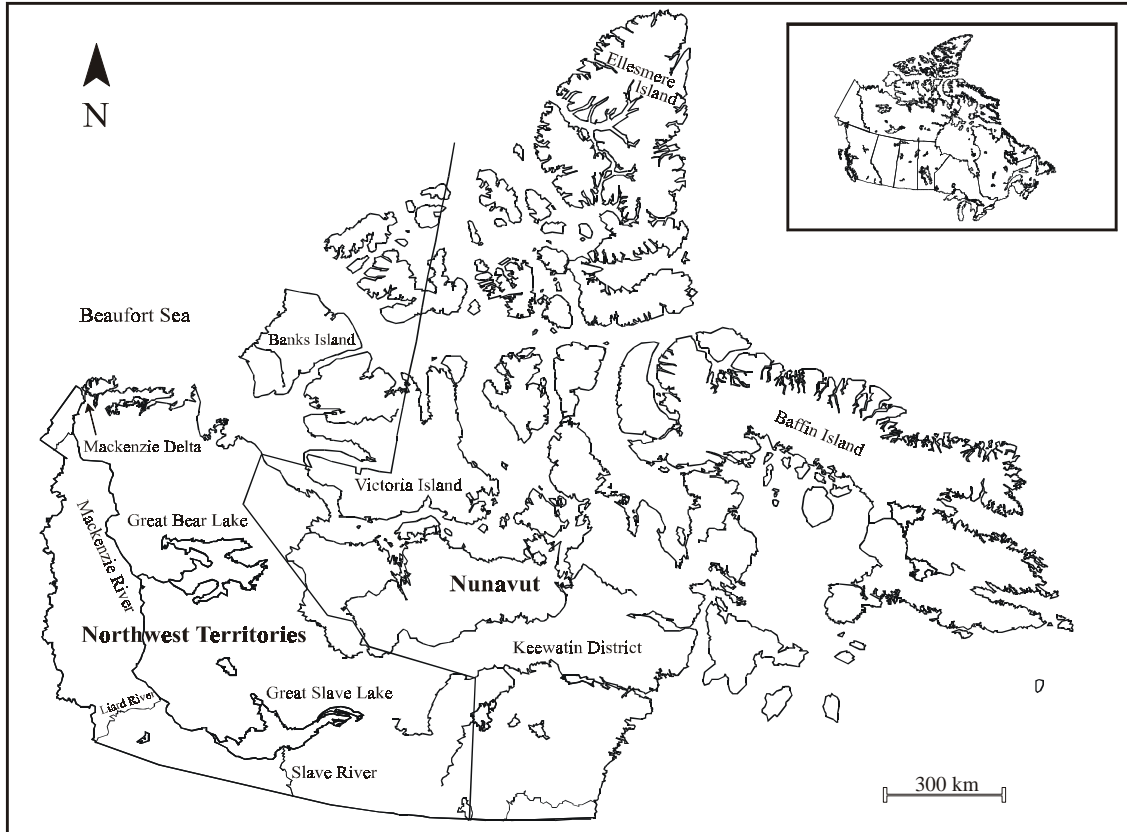 N
Ellesmere
Island
Beaufort Sea
Banks Island
Mackenzie Delta
Baffin Island
Victoria Island
Mackenzie River
Great Bear Lake
Nunavut
Northwest Territories
Keewatin District
Great Slave Lake
Liard River
Slave River
300 km